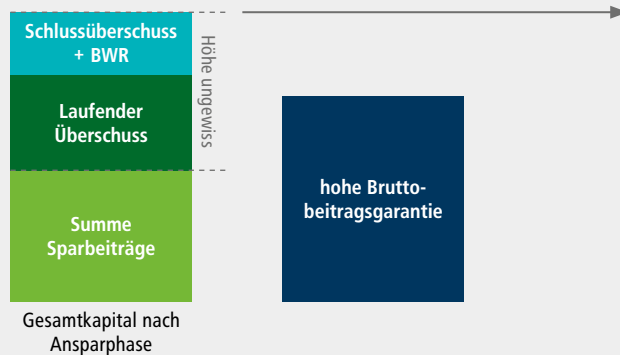 Schlussüberschuss
+ BWR
Höhe ungewiss
Laufender
Überschuss
hohe Brutto-
beitragsgarantie
Summe
Sparbeiträge
Gesamtkapital nach
Ansparphase